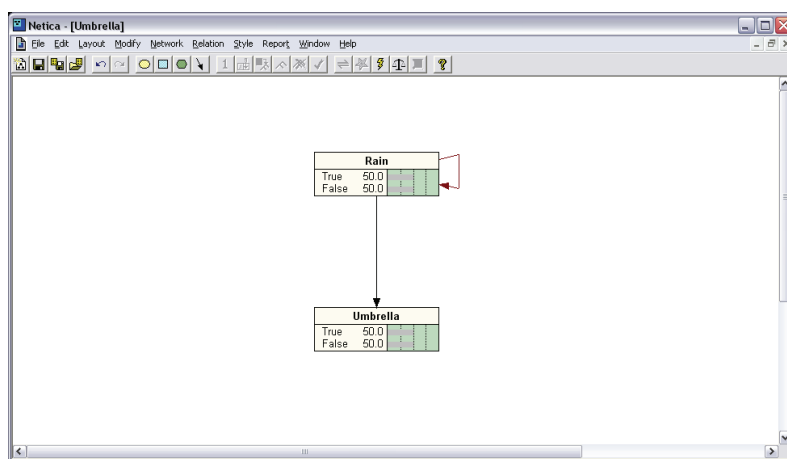 Netica - [Umbrella]
File Edit Layout Modify Network Relation Style Report Window Help
1 ?
Rain
True 50.0
False 50.0
Umbrella
True 50.0
False 50.0